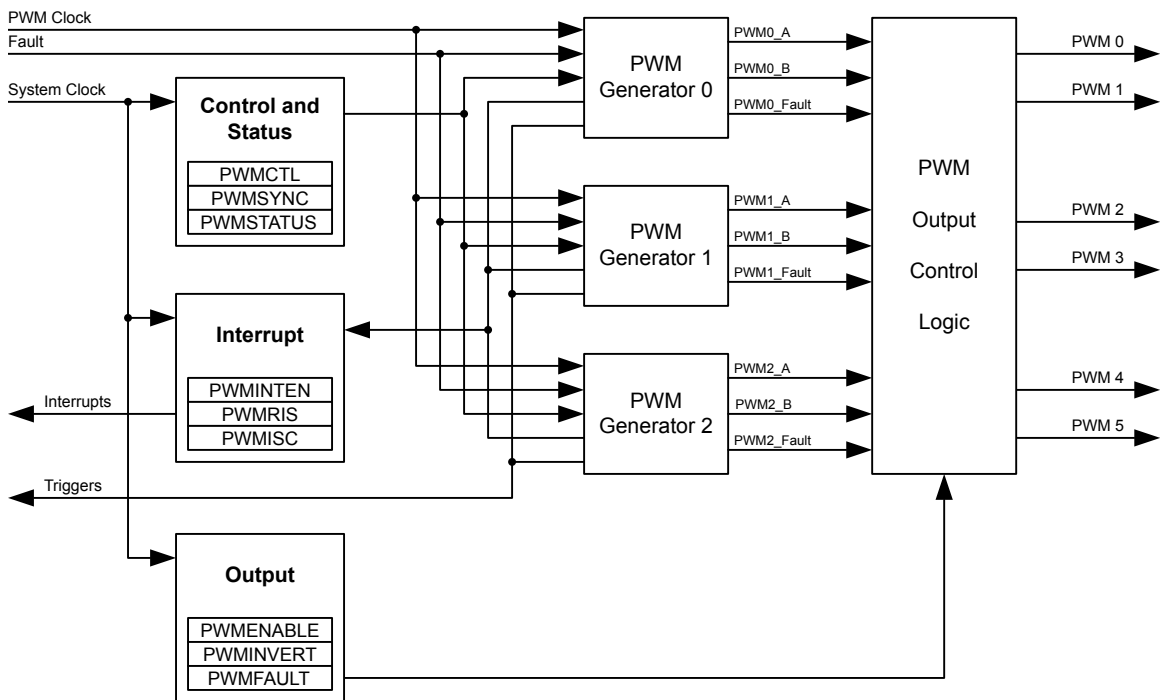 PWM Clock
Fault
System Clock
Control and
Status
PWMCTL
PWMSYNC
PWMSTATUS
Interrupt
PWMINTEN
PWMRIS
PWMISC
Interrupts
Triggers
Output
PWMENABLE
PWMINVERT
PWMFAULT
PWM
Generator 0
PWM0_A
PWM0_B
PWM0_Fault
PWM
Generator 1
PWM1_A
PWM1_B
PWM1_Fault
PWM
Generator 2
PWM2_A
PWM2_B
PWM2_Fault
PWM
Output
Control
Logic
PWM 0
PWM 1
PWM 2
PWM 3
PWM 4
PWM 5